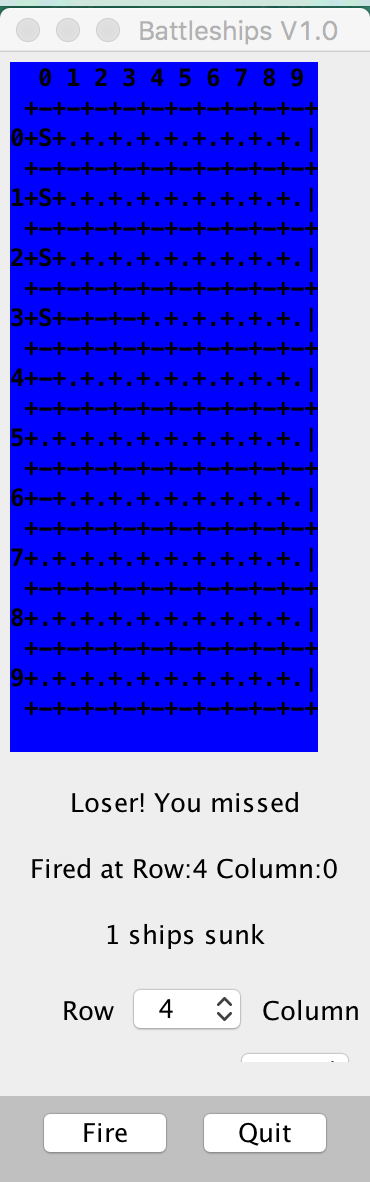 Battleships V1.0
  0 1 2 3 4 5 6 7 8 9
 +-+-+-+-+-+-+-+-+-+-+
0+S+.+.+.+.+.+.+.+.+.|
 +-+-+-+-+-+-+-+-+-+-+
1+S+.+.+.+.+.+.+.+.+.|
 +-+-+-+-+-+-+-+-+-+-+
2+S+.+.+.+.+.+.+.+.+.|
 +-+-+-+-+-+-+-+-+-+-+
3+S+-+-+-+.+.+.+.+.+.|
 +-+-+-+-+-+-+-+-+-+-+
4+-+.+.+.+.+.+.+.+.+.|
 +-+-+-+-+-+-+-+-+-+-+
5+.+.+.+.+.+.+.+.+.+.|
 +-+-+-+-+-+-+-+-+-+-+
6+-+.+.+.+.+.+.+.+.+.|
 +-+-+-+-+-+-+-+-+-+-+
7+.+.+.+.+.+.+.+.+.+.|
 +-+-+-+-+-+-+-+-+-+-+
8+.+.+.+.+.+.+.+.+.+.|
 +-+-+-+-+-+-+-+-+-+-+
9+.+.+.+.+.+.+.+.+.+.|
 +-+-+-+-+-+-+-+-+-+-+
Loser! You missed
Fired at Row:4 Column:0
1 ships sunk
Row 4 Column
Fire Quit